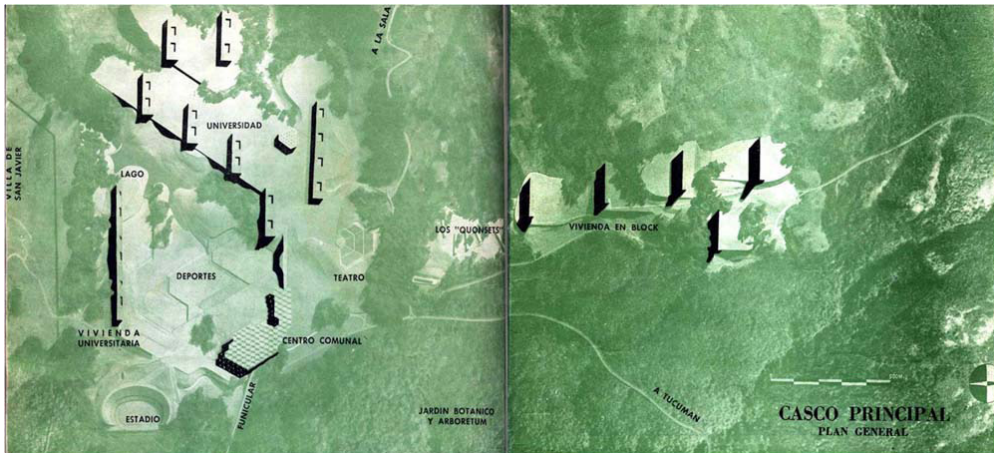 A LA SALA
UNIVERSIDAD
VILLA DE
SAN JAVIER
LAGO
LOS "QUONSETS"
VIVIENDA EN BLOCK
DEPORTES
TEATRO
VIVIENDA
UNIVERSITARIA
CENTRO COMUNAL
FUNICULAR
ESTADIO
JARDIN BOTANICO
Y ARBORETUM
A TUCUMAN
CASCO PRINCIPAL
PLAN GENERAL